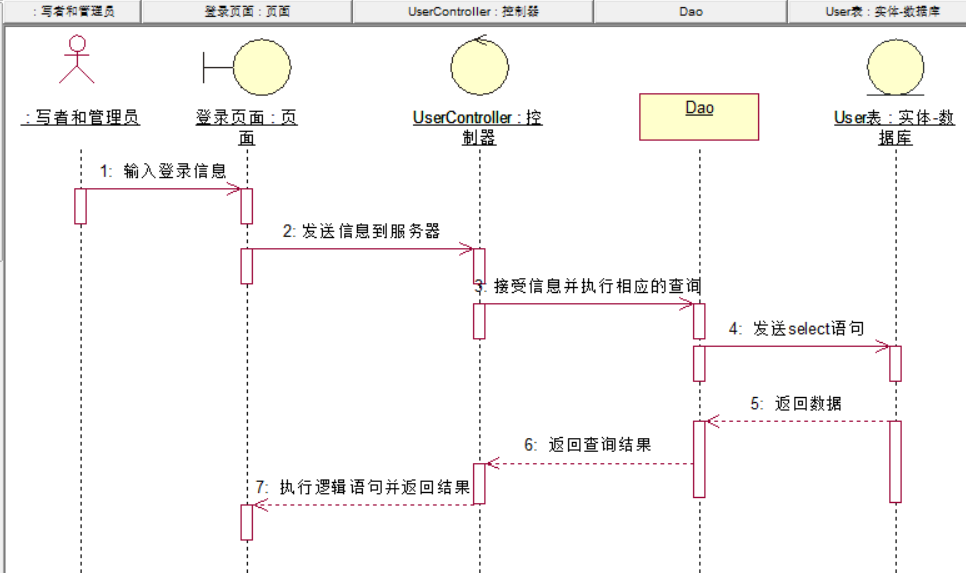 : 写者和管理员
登录页面 : 页面
UserController : 控制器
Dao
User表 : 实体-数据库
: 写者和管理员
登录页面 : 页
面
UserController : 控
制器
Dao
User表 : 实体-数
据库
1: 输入登录信息
2: 发送信息到服务器
3: 接受信息并执行相应的查询
4: 发送select语句
5: 返回数据
6: 返回查询结果
7: 执行逻辑语句并返回结果